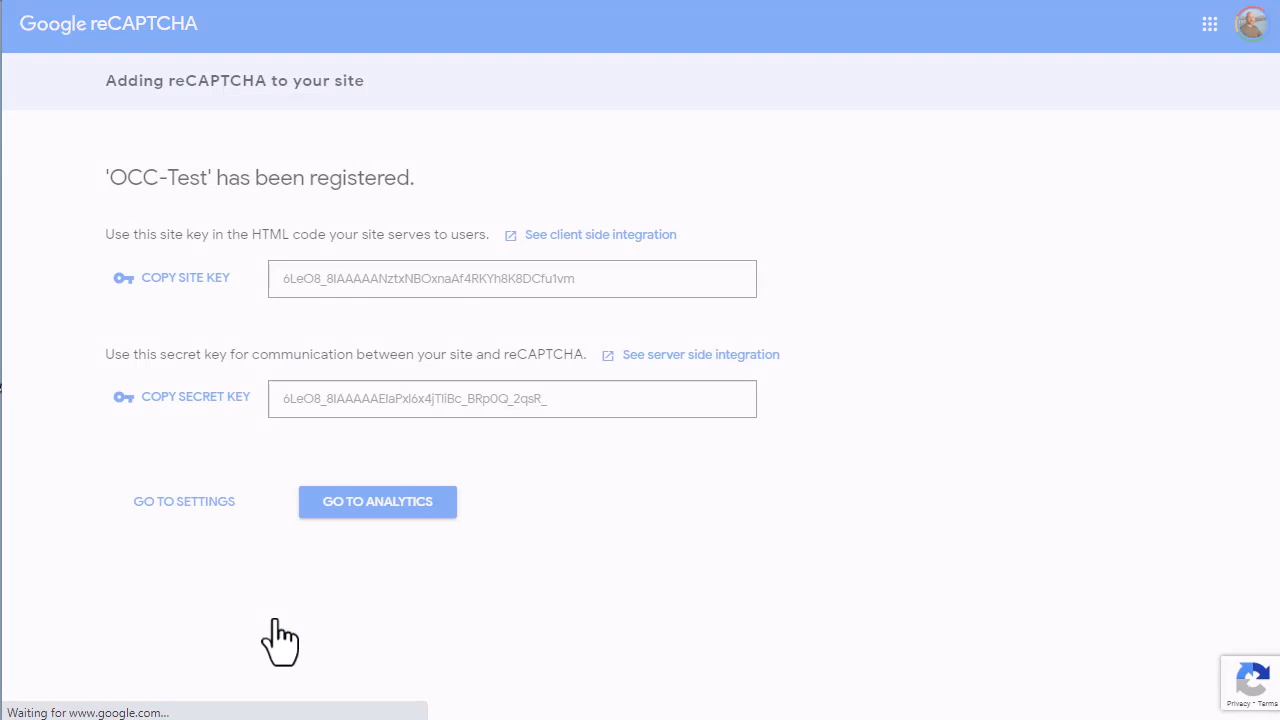 Google reCAPTCHA
Adding reCAPTCHA to your site
'OCC-Test' has been registered.
Use this site key in the HTML code your site serves to users. See client side integration
COPY SITE KEY 6LeO8_8IAAAAANztxNBOxnaAf4RKYh8K8DCfu1vm
Use this secret key for communication between your site and reCAPTCHA. See server side integration
COPY SECRET KEY 6LeO8_8IAAAAAEIaPxI6x4jTIiBc_BRp0Q_2qsR_
GO TO SETTINGS GO TO ANALYTICS
Privacy - Terms
Waiting for www.google.com...